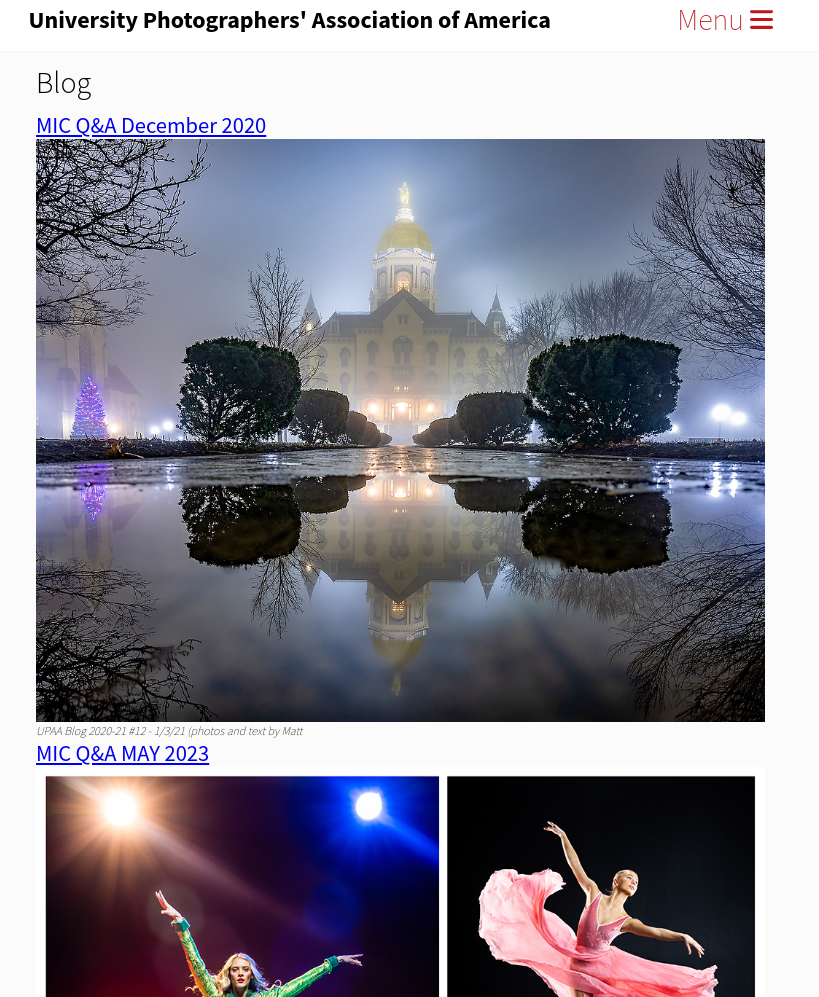 University Photographers' Association of America
Menu
Blog
MIC Q&A December 2020
UPAA Blog 2020-21 #12 - 1/3/21 (photos and text by Matt
MIC Q&A MAY 2023